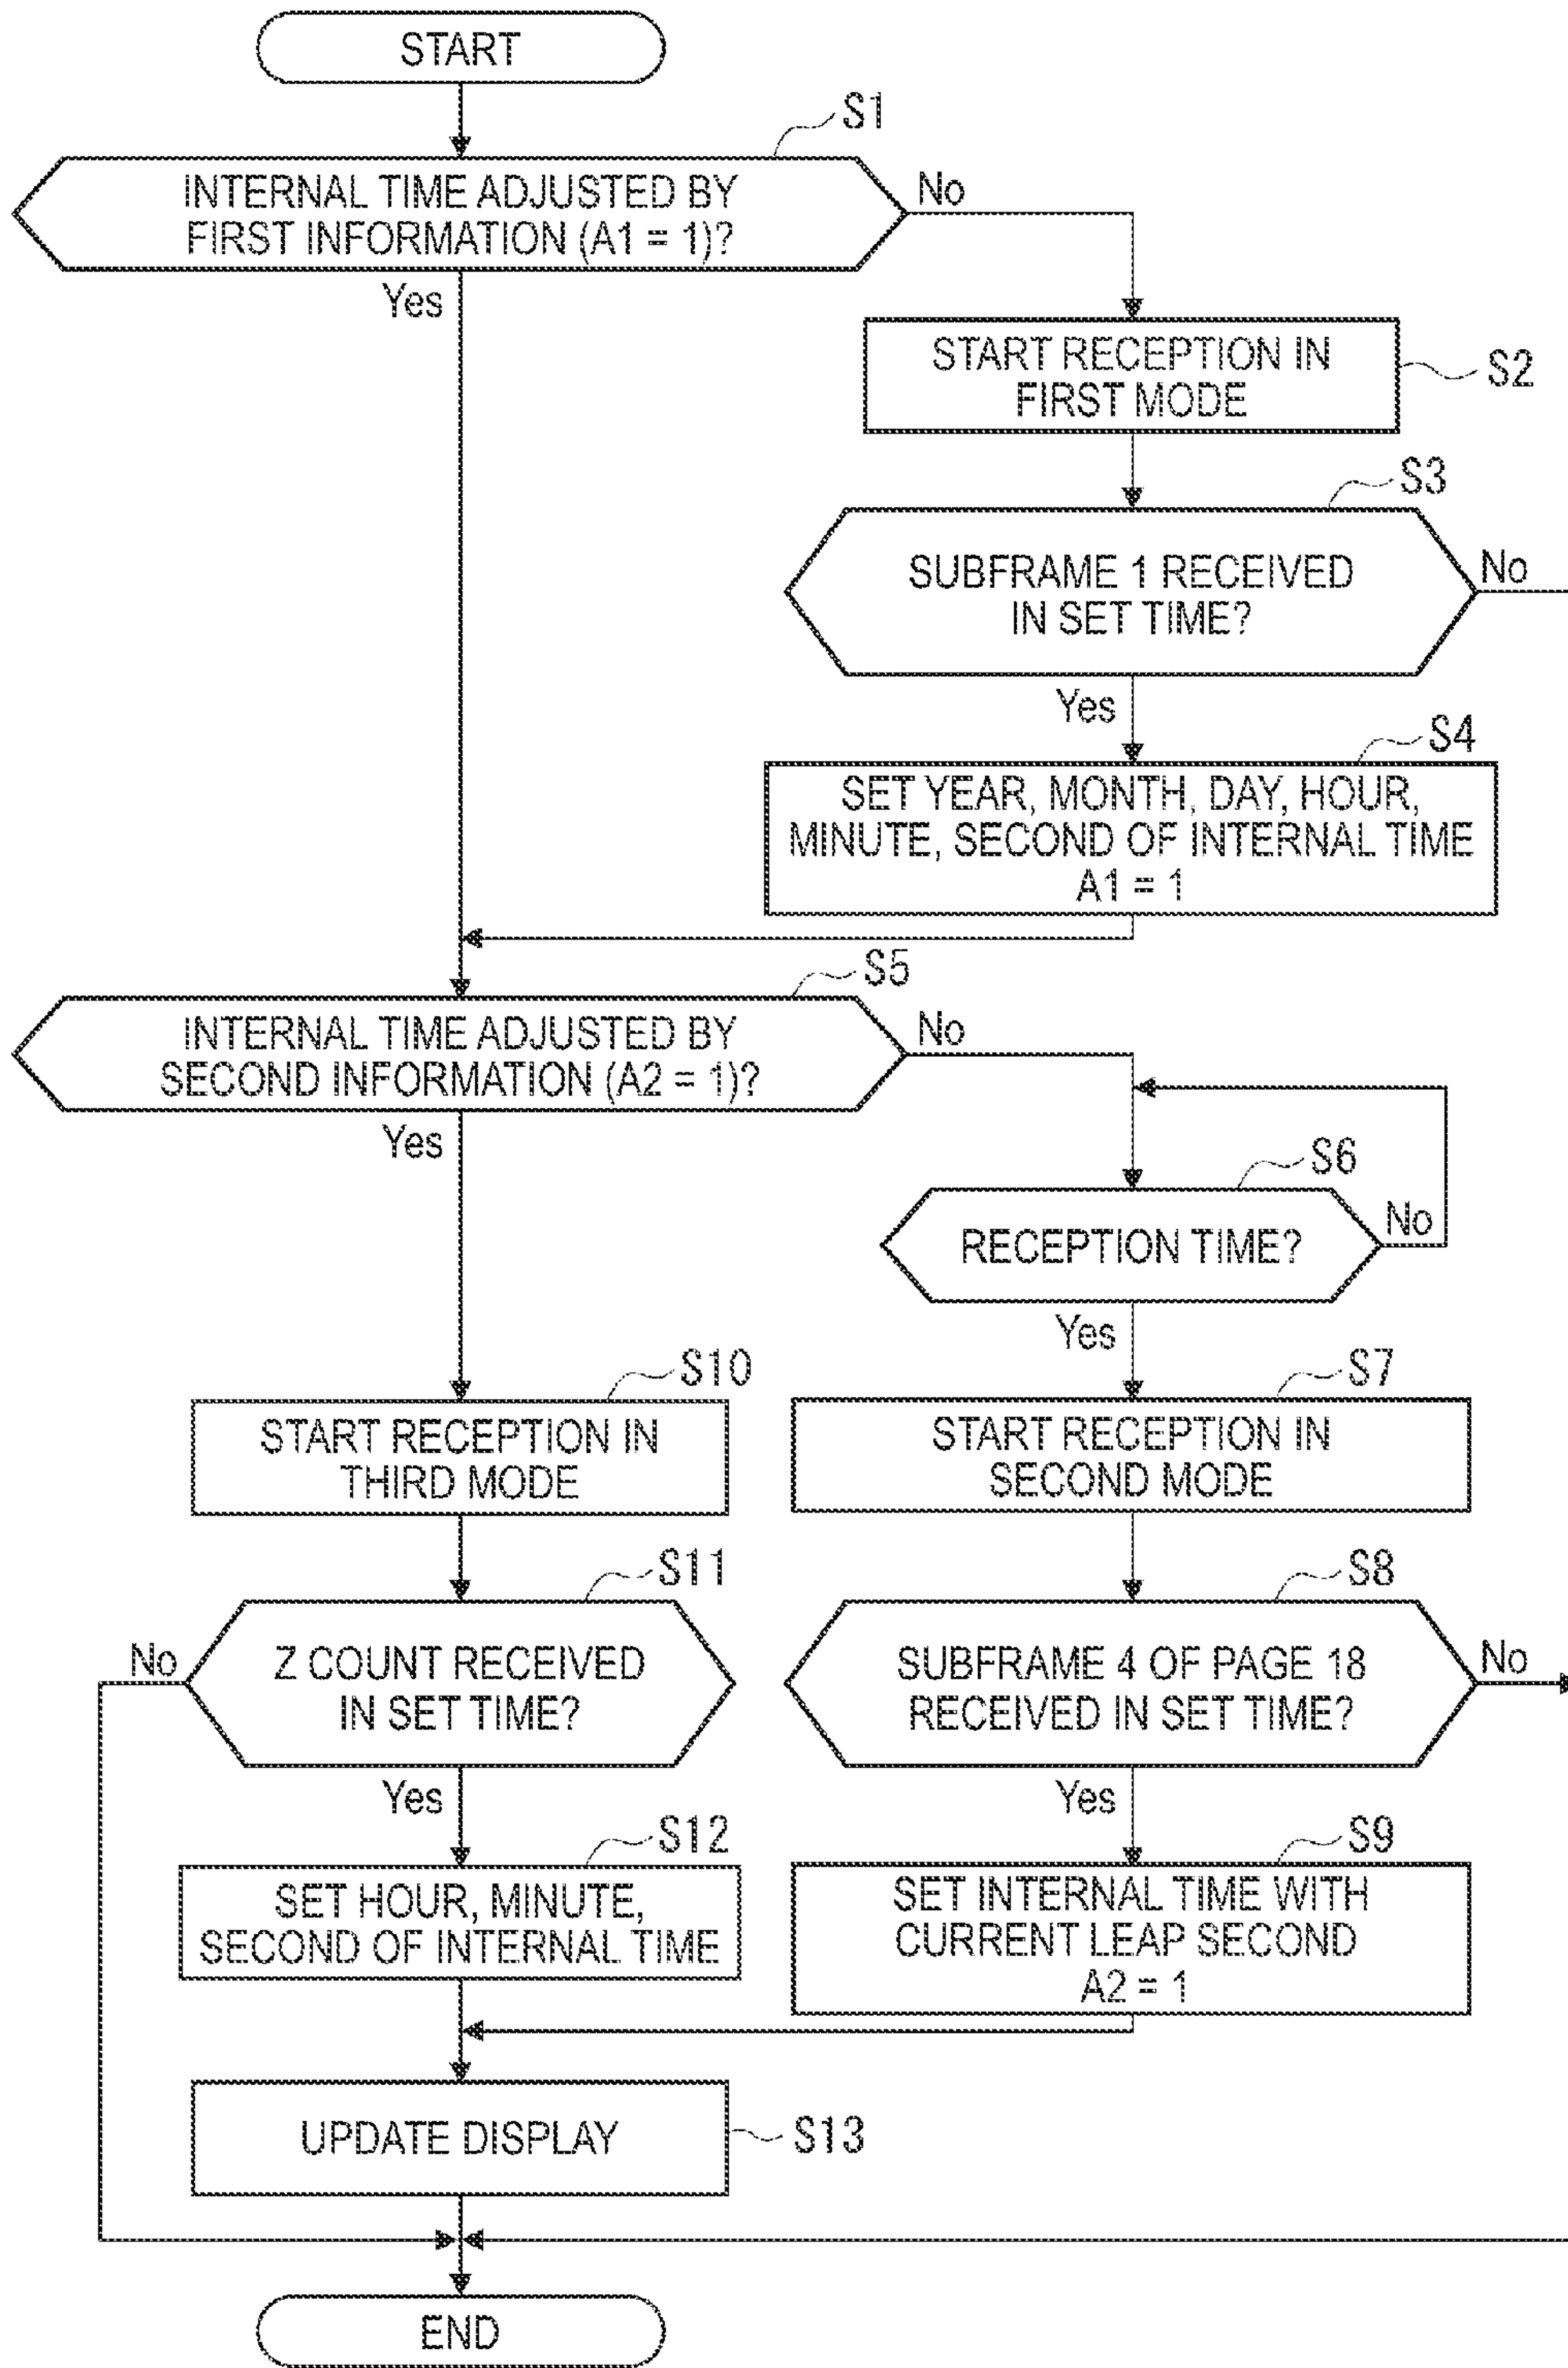 START
S1
INTERNAL TIME ADJUSTED BY
FIRST INFORMATION (A1 = 1)?
No
Yes
START RECEPTION IN
FIRST MODE
S2
S3
SUBFRAME 1 RECEIVED
IN SET TIME?
No
Yes
S4
SET YEAR, MONTH, DAY, HOUR,
MINUTE, SECOND OF INTERNAL TIME
A1 = 1
S5
INTERNAL TIME ADJUSTED BY
SECOND INFORMATION (A2 = 1)?
No
Yes
S6
RECEPTION TIME?
No
Yes
S10
START RECEPTION IN
THIRD MODE
S7
START RECEPTION IN
SECOND MODE
S11
Z COUNT RECEIVED
IN SET TIME?
No
Yes
S8
SUBFRAME 4 OF PAGE 18
RECEIVED IN SET TIME?
No
Yes
S12
SET HOUR, MINUTE,
SECOND OF INTERNAL TIME
S9
SET INTERNAL TIME WITH
CURRENT LEAP SECOND
A2 = 1
UPDATE DISPLAY
S13
END